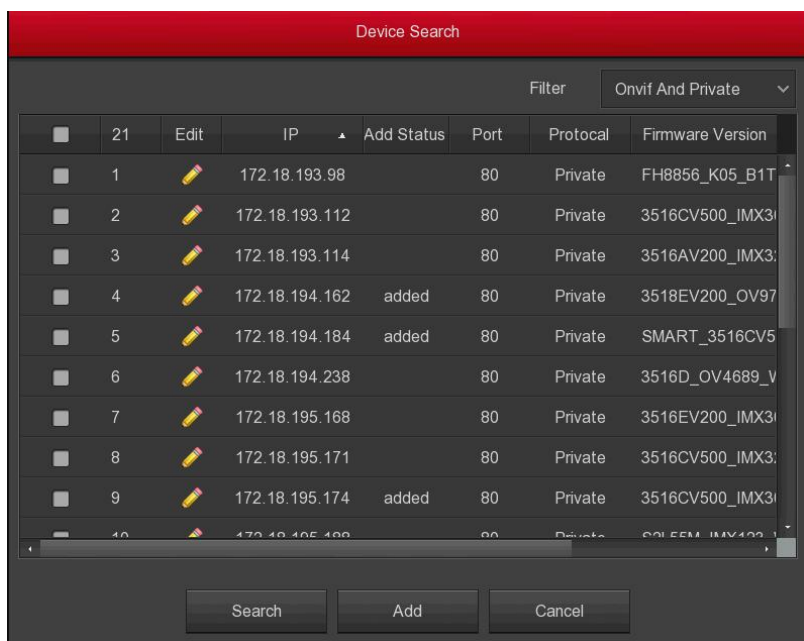 Device Search
Filter Onvif And Private
21 Edit IP Add Status Port Protocal Firmware Version
1 172.18.193.98 80 Private FH8856_K05_B1T
2 172.18.193.112 80 Private 3516CV500_IMX3
3 172.18.193.114 80 Private 3516AV200_IMX3
4 172.18.194.162 added 80 Private 3518EV200_OV97
5 172.18.194.184 added 80 Private SMART_3516CV5
6 172.18.194.238 80 Private 3516D_OV4689_
7 172.18.195.168 80 Private 3516EV200_IMX3
8 172.18.195.171 80 Private 3516CV500_IMX3
9 172.18.195.174 added 80 Private 3516CV500_IMX3
10 80 Private
Search Add Cancel